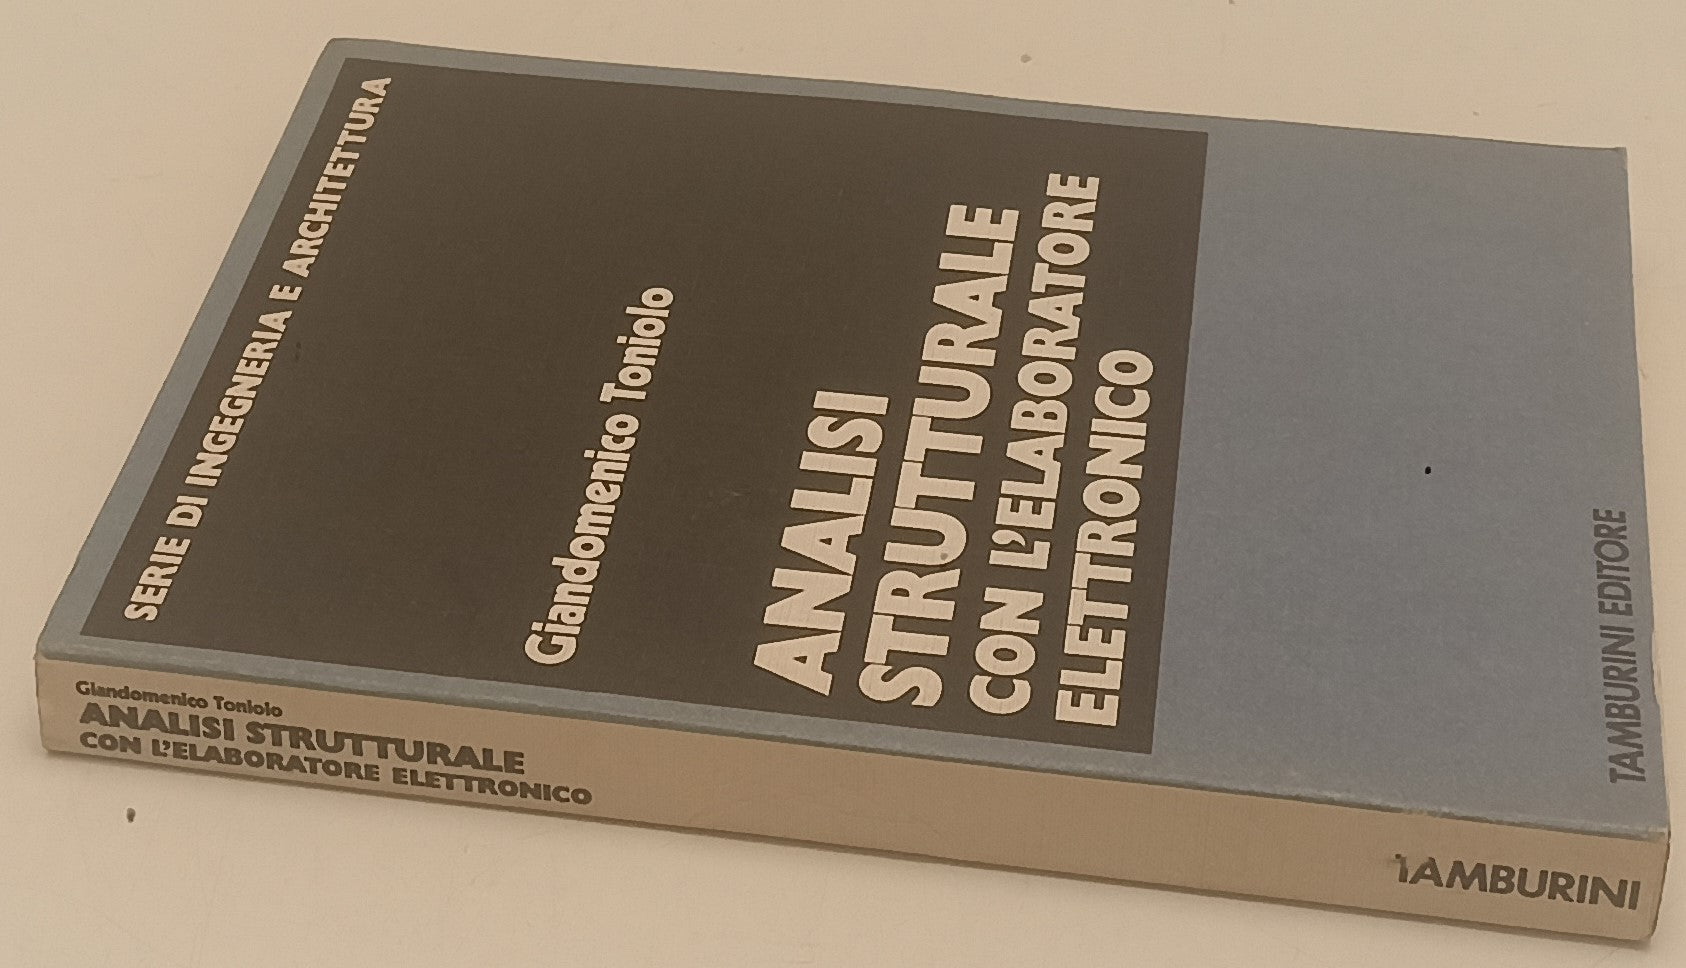 SERIE DI INGEGNERIA E ARCHITETTURA
Giandomenico Toniolo
ANALISI
STRUTTURALE
CON L'ELABORATORE
ELETTRONICO
TAMBURINI EDITORE
Giandomenico Toniolo
ANALISI STRUTTURALE
CON L'ELABORATORE ELETTRONICO
TAMBURINI